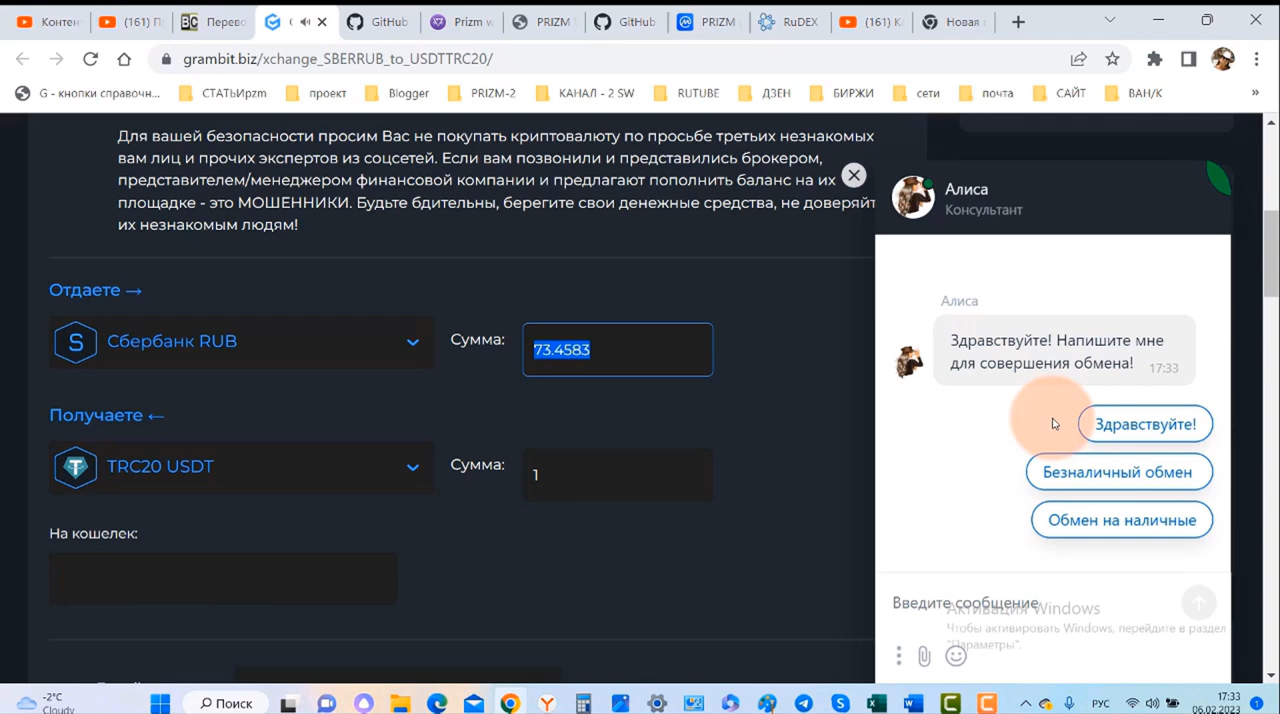 Контен
(161) П
BC Перево
G
GitHub
Prizm w
PRIZM
GitHub
PRIZM
RuDEX
(161) К
Новая
grambit.biz/xchange_SBERRUB_to_USDTTRC20/
G - кнопки справочн...
СТАТЬИpzm
проект
Blogger
PRIZM-2
КАНАЛ - 2 SW
RUTUBE
ДЗЕН
БИРЖИ
сети
почта
САЙТ
ВАН/К
»
Для вашей безопасности просим Вас не покупать криптовалюту по просьбе третьих незнакомых
вам лиц и прочих экспертов из соцсетей. Если вам позвонили и представились брокером,
представителем/менеджером финансовой компании и предлагают пополнить баланс на их
площадке - это МОШЕННИКИ. Будьте бдительны, берегите свои денежные средства, не доверяйт
их незнакомым людям!
Отдаете →
S Сбербанк RUB
Сумма:
73.4583
Получаете ←
TRC20 USDT
Сумма:
1
На кошелек:
Алиса
Консультант
Алиса
Здравствуйте! Напишите мне
для совершения обмена!
17:33
Здравствуйте!
Безналичный обмен
Обмен на наличные
Введите сообщение
Активация Windows
Чтобы активировать Windows, перейдите в раздел
"Параметры".
-2°C
Cloudy
Поиск
РУС
17:33
06.02.2023
1